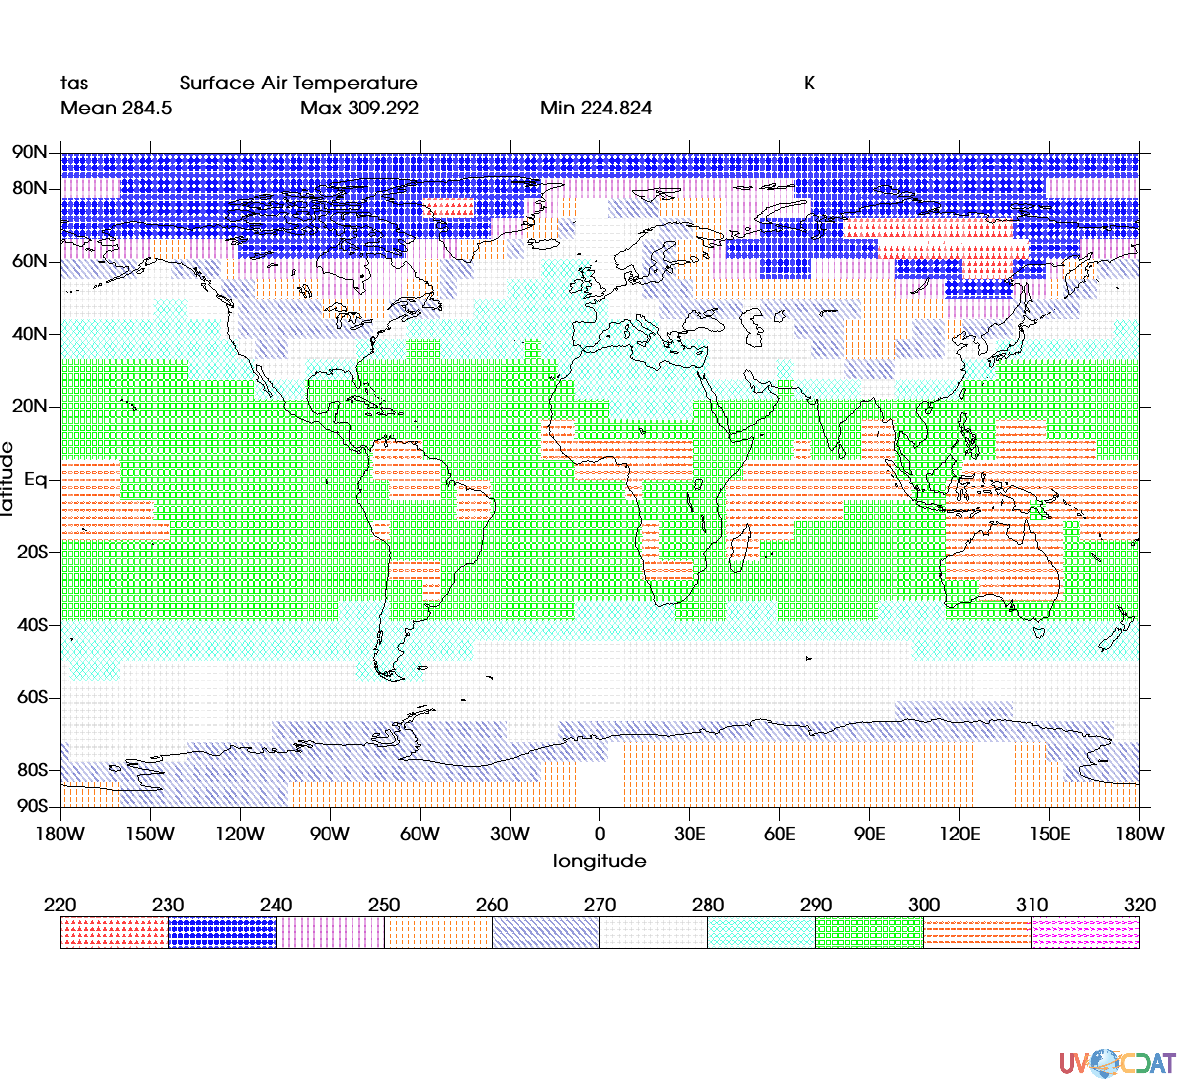 tas Surface Air Temperature K
Mean 284.5 Max 309.292 Min 224.824
90N
80N
60N
40N
20N
Eq
20S
40S
60S
80S
90S
latitude
180W 150W 120W 90W 60W 30W 0 30E 60E 90E 120E 150E 180W
longitude
220 230 240 250 260 270 280 290 300 310 320
UV CDAT